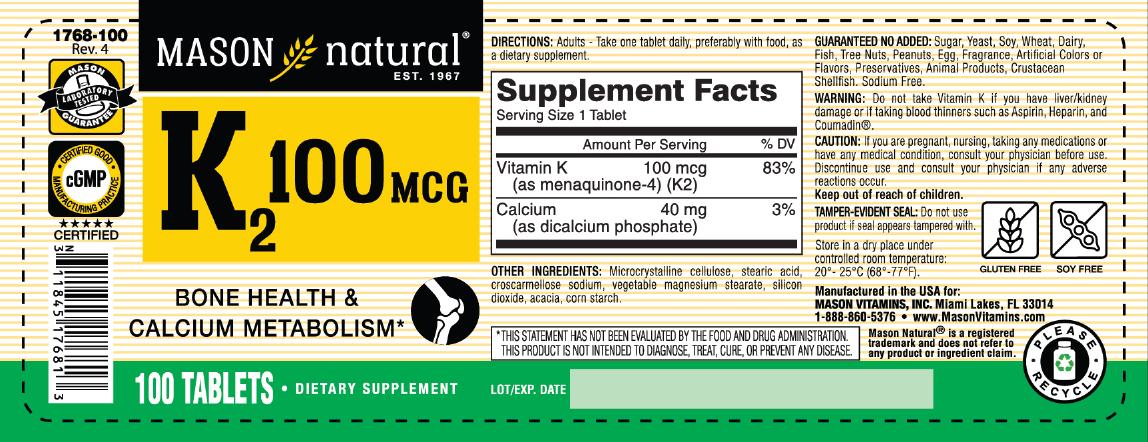 1768-100
Rev. 4
MASON
LABORATORY
TESTED
GUARANTEE
• CERTIFIED GOOD •
cGMP
MANUFACTURING PRACTICE
★★★★★
CERTIFIED
N
3 11845 17681 3
MASON natural®
EST. 1967
K2 100 MCG
BONE HEALTH &
CALCIUM METABOLISM*
100 TABLETS • DIETARY SUPPLEMENT
DIRECTIONS: Adults - Take one tablet daily, preferably with food, as
a dietary supplement.
Supplement Facts
Serving Size 1 Tablet
Amount Per Serving % DV
Vitamin K 100 mcg 83%
(as menaquinone-4) (K2)
Calcium 40 mg 3%
(as dicalcium phosphate)
OTHER INGREDIENTS: Microcrystalline cellulose, stearic acid,
croscarmellose sodium, vegetable magnesium stearate, silicon
dioxide, acacia, corn starch.
*THIS STATEMENT HAS NOT BEEN EVALUATED BY THE FOOD AND DRUG ADMINISTRATION.
THIS PRODUCT IS NOT INTENDED TO DIAGNOSE, TREAT, CURE, OR PREVENT ANY DISEASE.
LOT/EXP. DATE
GUARANTEED NO ADDED: Sugar, Yeast, Soy, Wheat, Dairy,
Fish, Tree Nuts, Peanuts, Egg, Fragrance, Artificial Colors or
Flavors, Preservatives, Animal Products, Crustacean
Shellfish. Sodium Free.
WARNING: Do not take Vitamin K if you have liver/kidney
damage or if taking blood thinners such as Aspirin, Heparin, and
Coumadin®.
CAUTION: If you are pregnant, nursing, taking any medications or
have any medical condition, consult your physician before use.
Discontinue use and consult your physician if any adverse
reactions occur.
Keep out of reach of children.
TAMPER-EVIDENT SEAL: Do not use
product if seal appears tampered with.
Store in a dry place under
controlled room temperature:
20°- 25°C (68°-77°F).
GLUTEN FREE
SOY FREE
Manufactured in the USA for:
MASON VITAMINS, INC. Miami Lakes, FL 33014
1-888-860-5376 • www.MasonVitamins.com
Mason Natural® is a registered
trademark and does not refer to
any product or ingredient claim.
• PLEASE •
RECYCLE